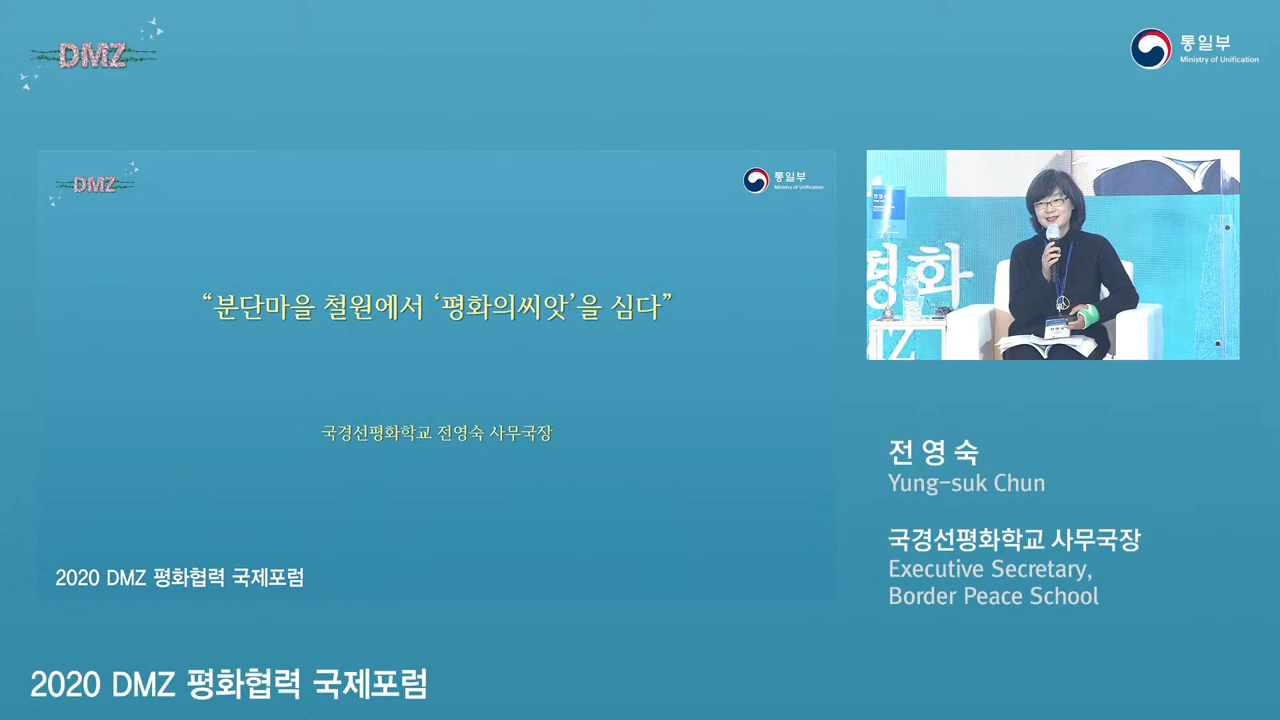 DMZ
통일부
Ministry of Unification
DMZ
통일부
Ministry of Unification
“분단마을 철원에서 ‘평화의씨앗’을 심다”
국경선평화학교 전영숙 사무국장
2020 DMZ 평화협력 국제포럼
평화
MZ
전 영 숙
Yung-suk Chun
국경선평화학교 사무국장
Executive Secretary,
Border Peace School
2020 DMZ 평화협력 국제포럼